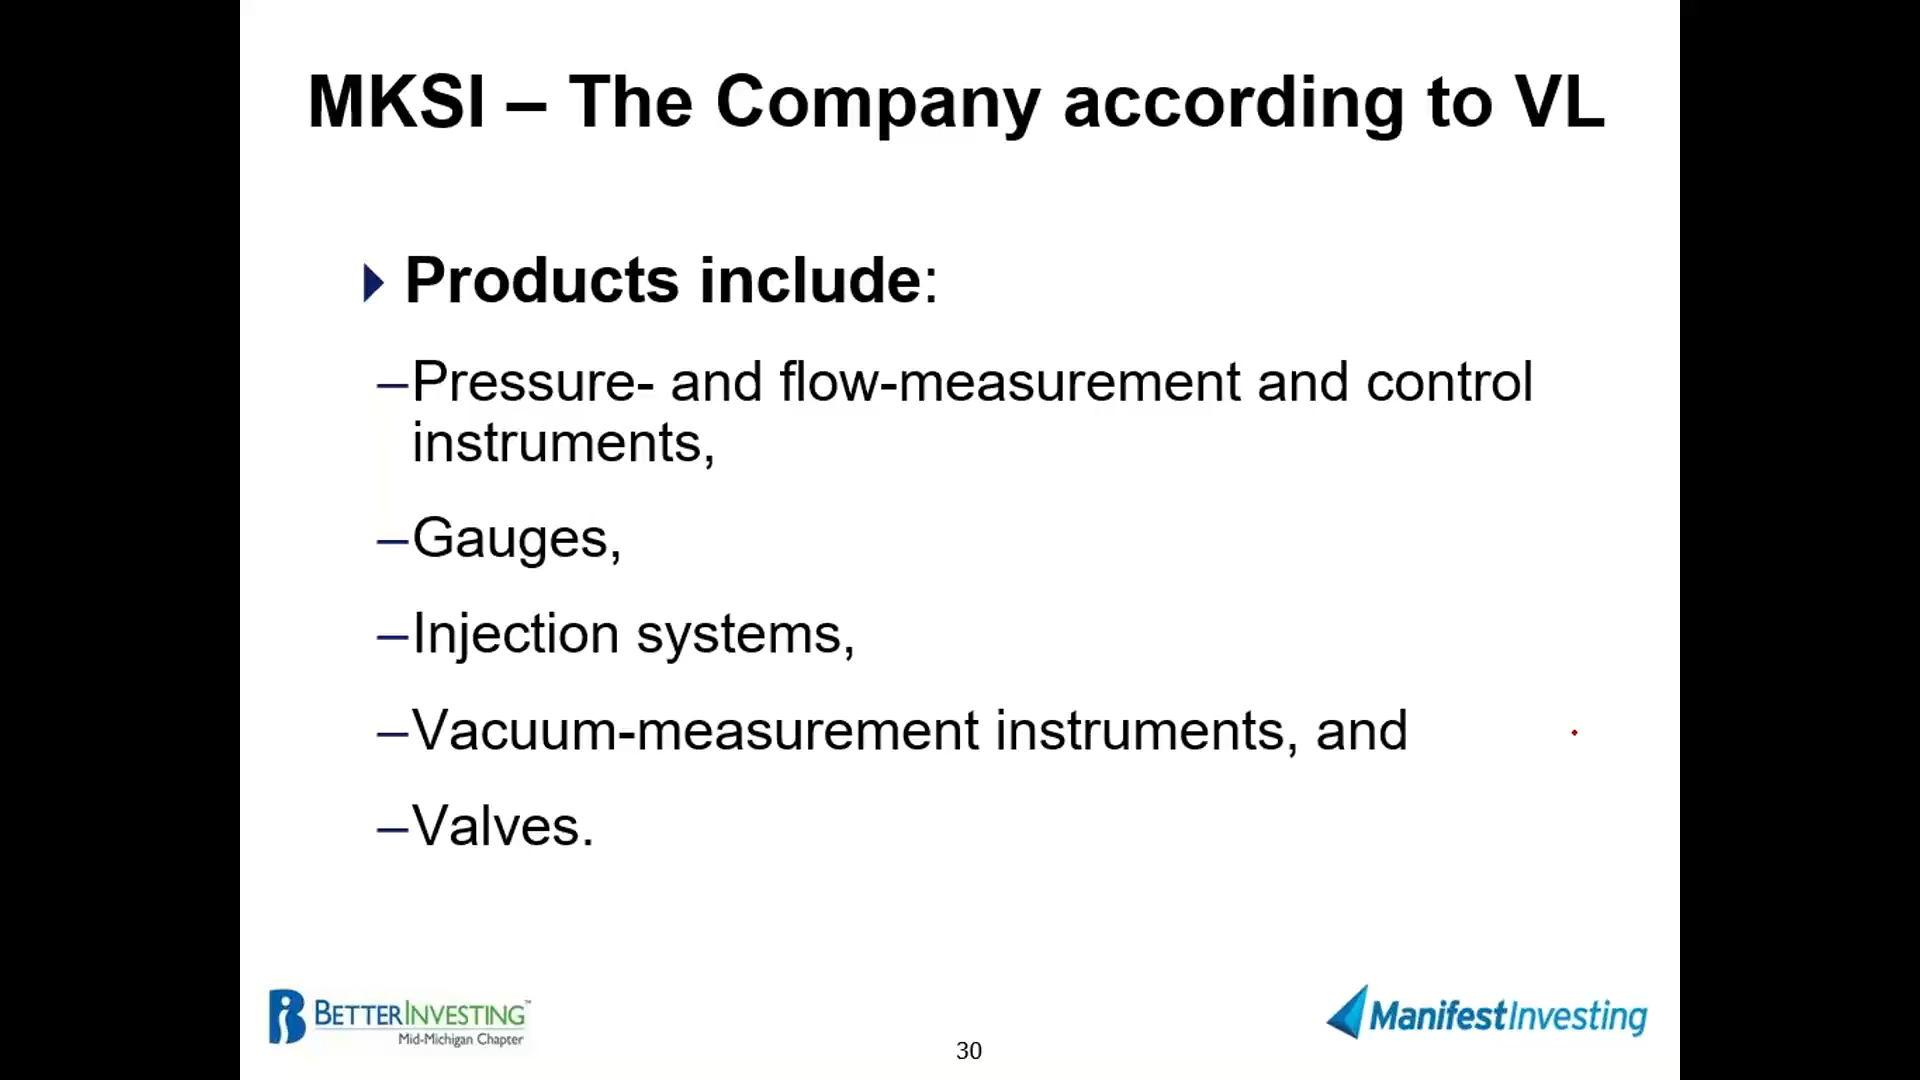 MKSI – The Company according to VL
Products include:
–Pressure- and flow-measurement and control
instruments,
–Gauges,
–Injection systems,
–Vacuum-measurement instruments, and
–Valves.
BETTERINVESTING™
Mid-Michigan Chapter
30
ManifestInvesting